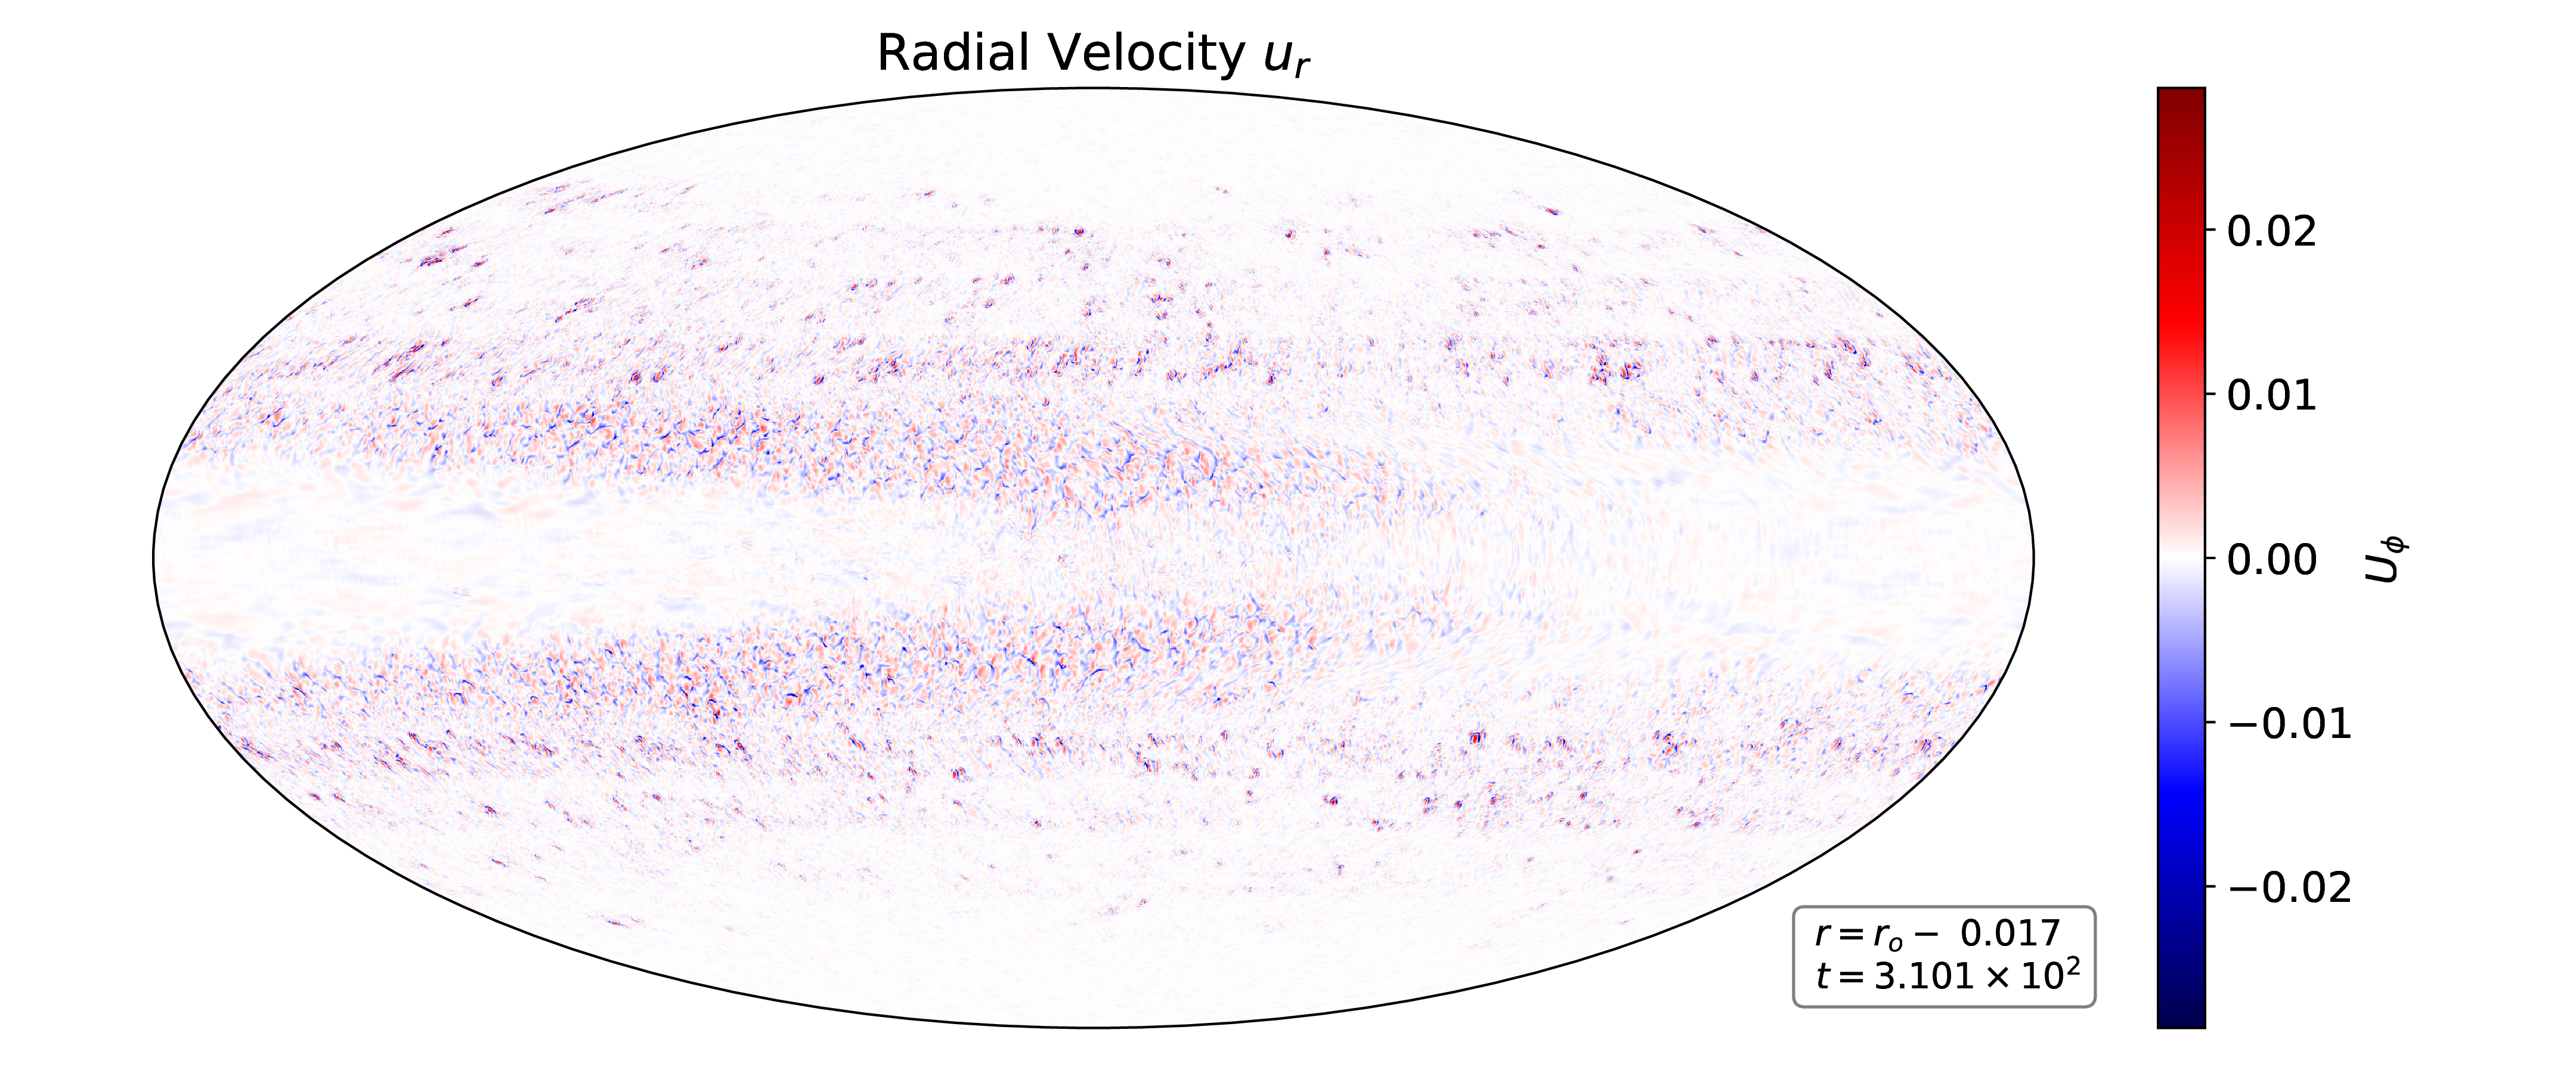 Radial Velocity $u_r$
0.02
0.01
0.00
−0.01
−0.02
$U_\phi$
$r = r_o - 0.017$
$t = 3.101 \times 10^2$